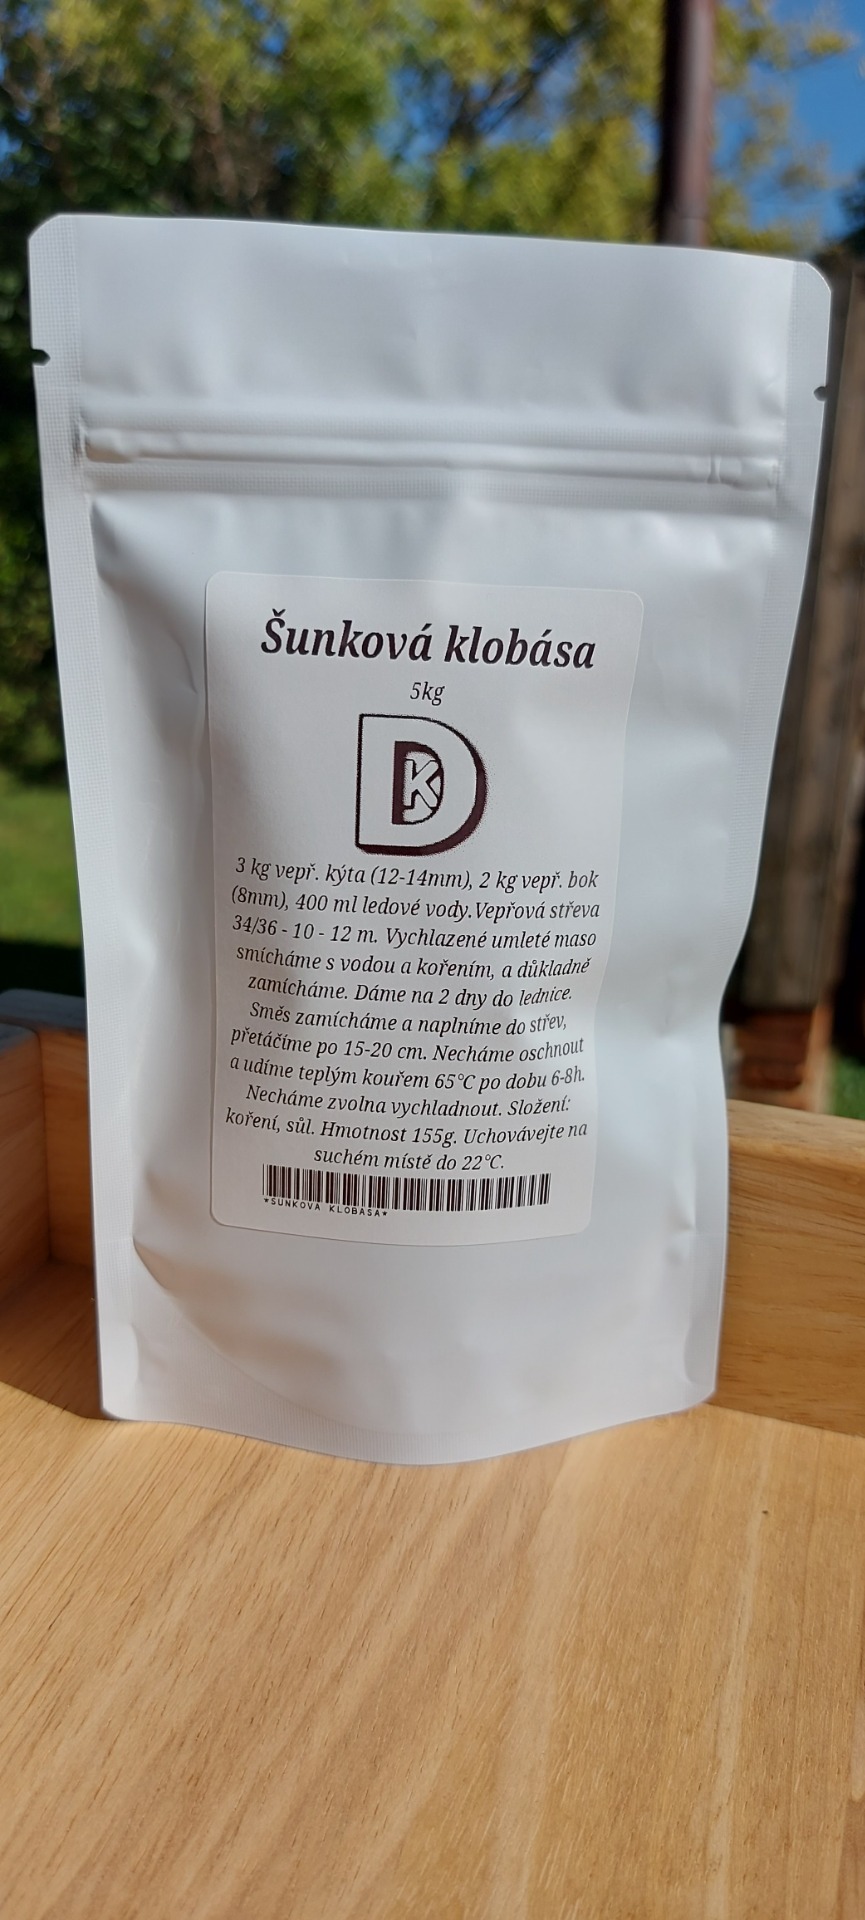 Šunková klobása
5kg
DK
3 kg vepř. kýta (12-14mm), 2 kg vepř. bok
(8mm), 400 ml ledové vody.Vepřová střeva
34/36 - 10 - 12 m. Vychlazené umleté maso
smícháme s vodou a kořením, a důkladně
zamícháme. Dáme na 2 dny do lednice.
Směs zamícháme a naplníme do střev,
přetáčíme po 15-20 cm. Necháme oschnout
a udíme teplým kouřem 65°C po dobu 6-8h.
Necháme zvolna vychladnout. Složení:
koření, sůl. Hmotnost 155g. Uchovávejte na
suchém místě do 22°C.
*SUNKOVA KLOBASA*